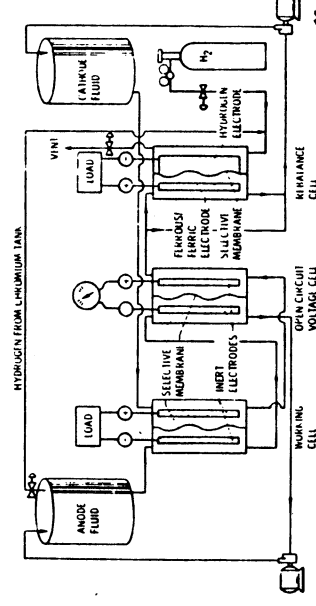 HYDROGEN FROM CHROMIUM TANK
ANODE
FLUID
CATHODE
FLUID
VENT
LOAD
LOAD
H2
SELECTIVE
MEMBRANE
INERT
ELECTRODES
FERROUS/
FERRIC
ELECTRODE
SELECTIVE
MEMBRANE
HYDROGEN
ELECTRODE
WORKING
CELL
OPEN CIRCUIT
VOLTAGE CELL
REBALANCE
CELL